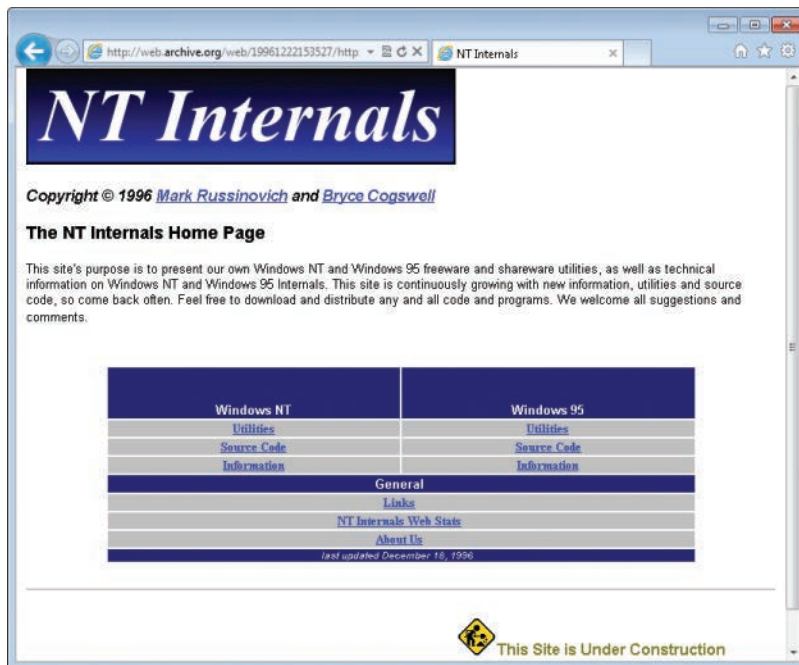 http://web.archive.org/web/19961222153527/http
NT Internals
NT Internals
Copyright © 1996 Mark Russinovich and Bryce Cogswell
The NT Internals Home Page
This site's purpose is to present our own Windows NT and Windows 95 freeware and shareware utilities, as well as technical
information on Windows NT and Windows 95 Internals. This site is continuously growing with new information, utilities and source
code, so come back often. Feel free to download and distribute any and all code and programs. We welcome all suggestions and
comments.
Windows NT Windows 95
Utilities Utilities
Source Code Source Code
Information Information
General
Links
NT Internals Web Stats
About Us
last updated December 18, 1996
This Site is Under Construction